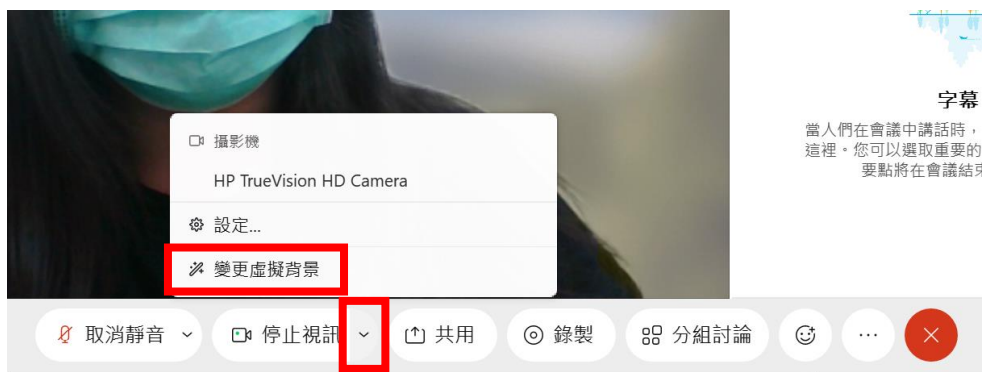 字幕
當人們在會議中講話時，
這裡。您可以選取重要的
要點將在會議結束
攝影機
HP TrueVision HD Camera
設定...
變更虛擬背景
取消靜音
停止視訊
共用
錄製
分組討論